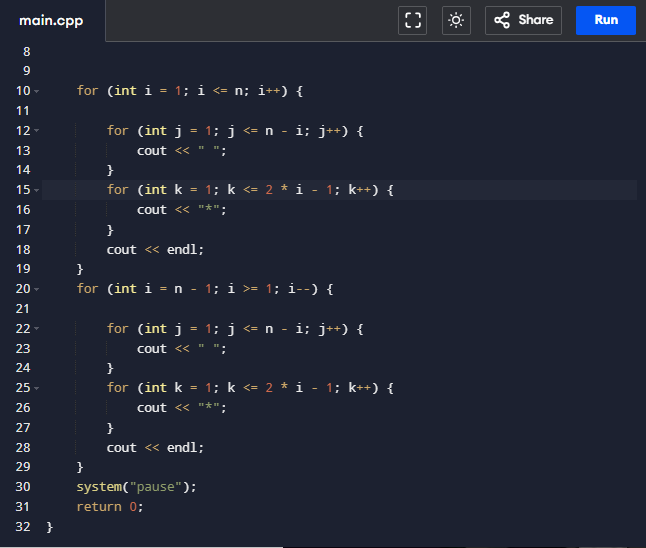 main.cpp Share Run
8
9
10 for (int i = 1; i <= n; i++) {
11
12 for (int j = 1; j <= n - i; j++) {
13 cout << " ";
14 }
15 for (int k = 1; k <= 2 * i - 1; k++) {
16 cout << "*";
17 }
18 cout << endl;
19 }
20 for (int i = n - 1; i >= 1; i--) {
21
22 for (int j = 1; j <= n - i; j++) {
23 cout << " ";
24 }
25 for (int k = 1; k <= 2 * i - 1; k++) {
26 cout << "*";
27 }
28 cout << endl;
29 }
30 system("pause");
31 return 0;
32 }